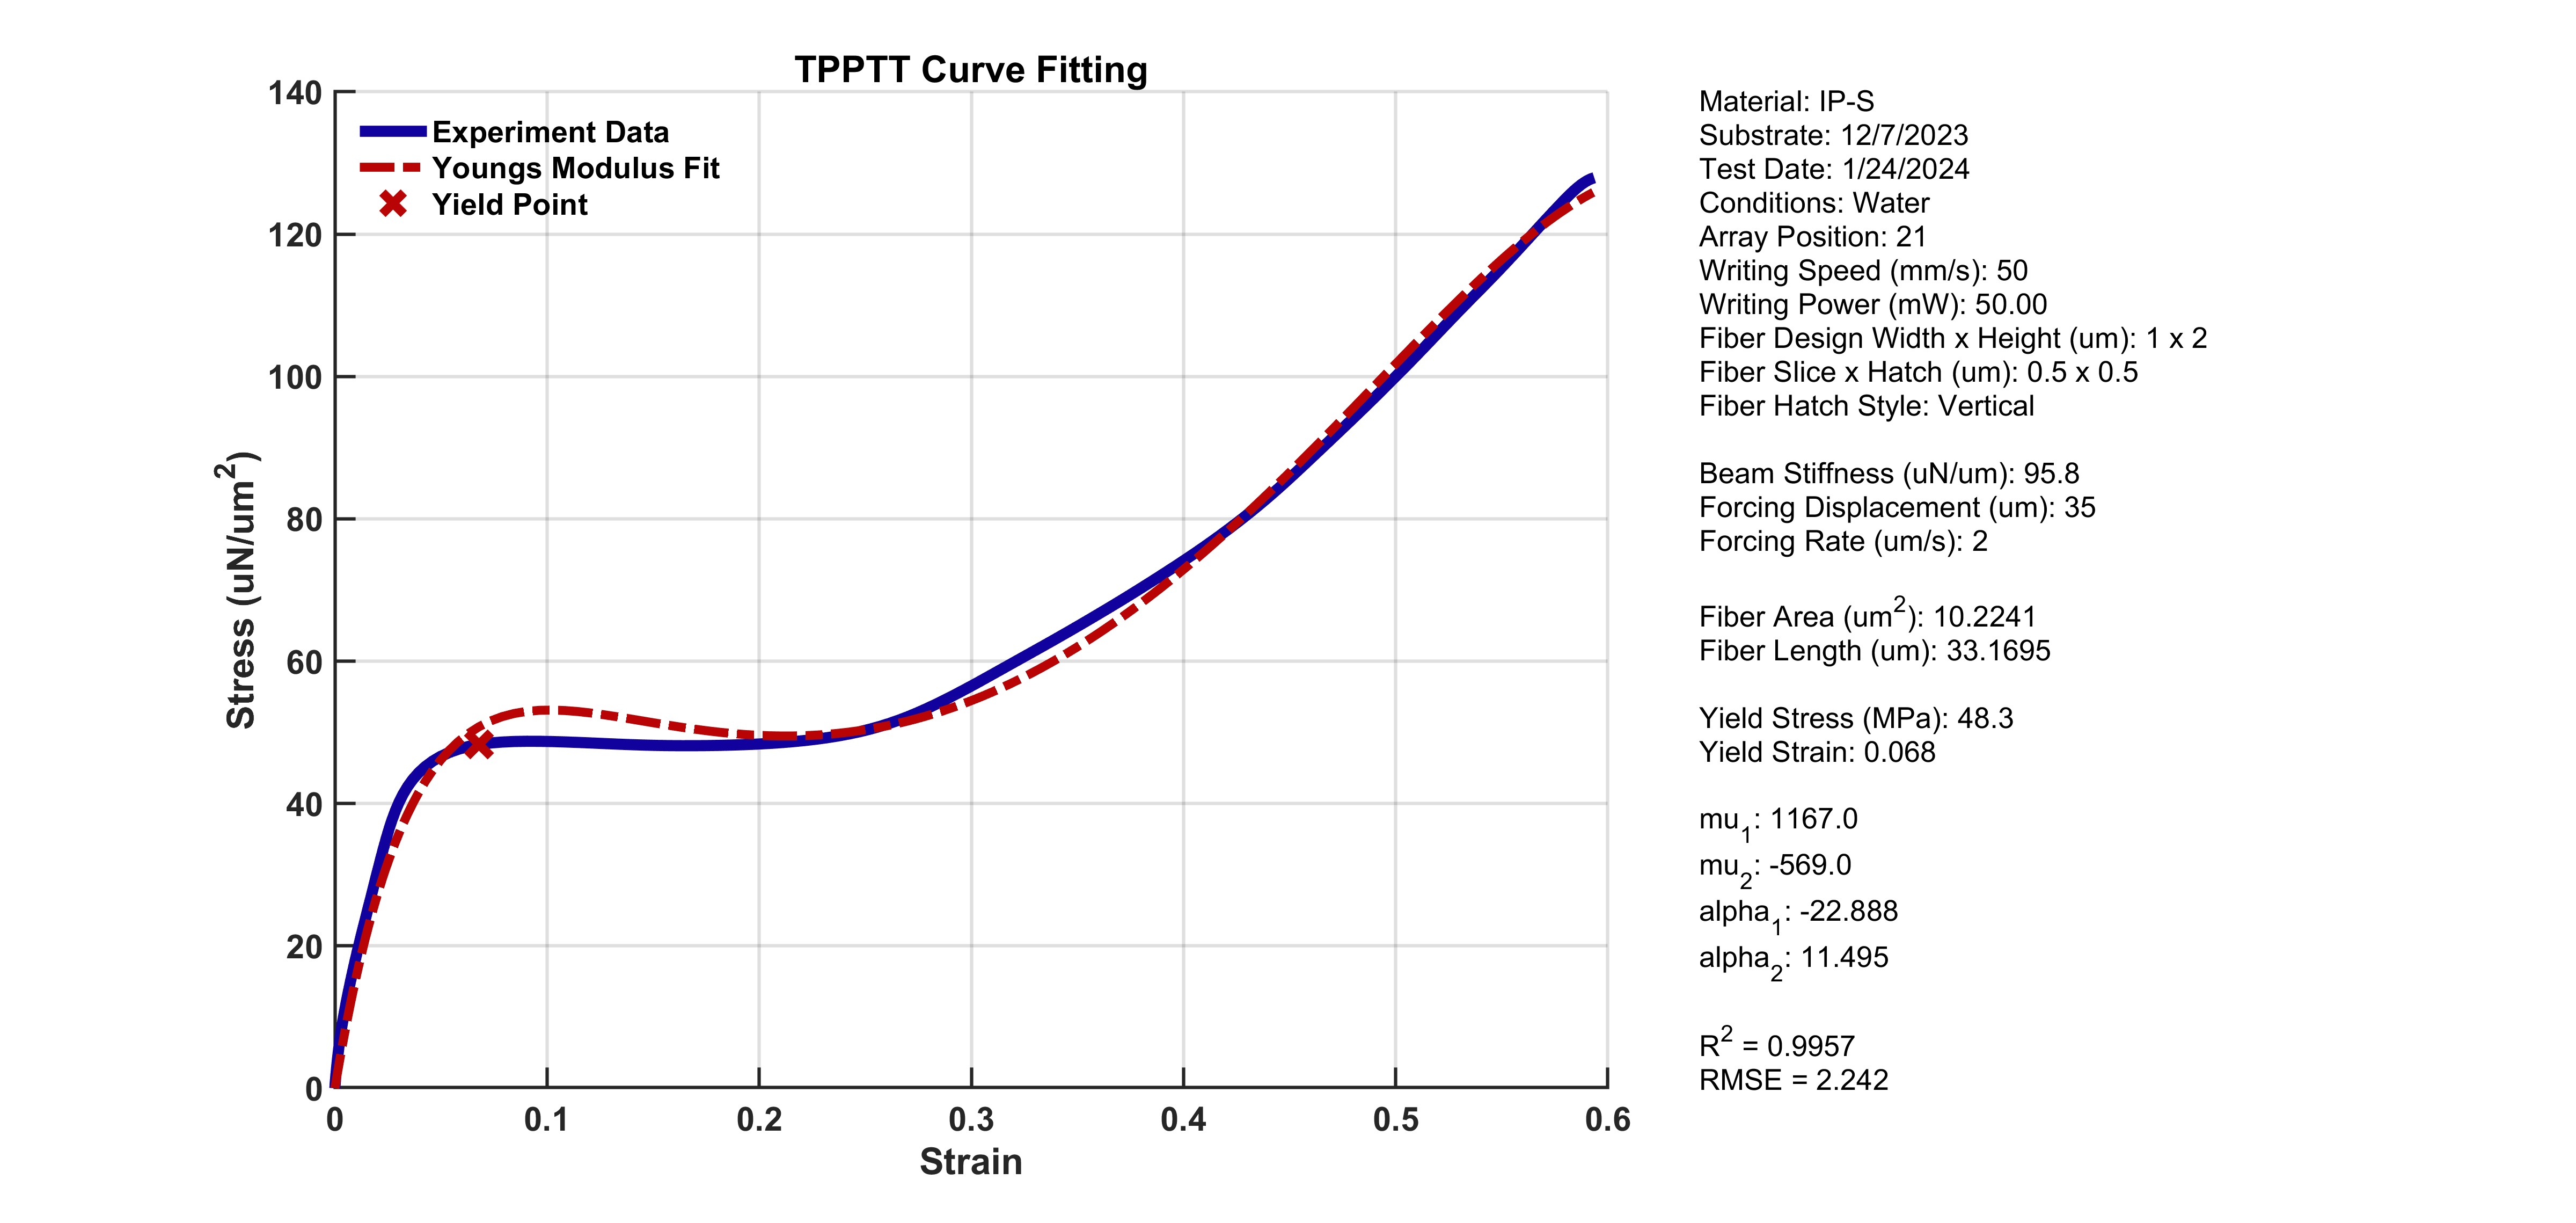 TPPTT Curve Fitting
140
120
100
80
60
40
20
0
Stress (uN/um²)
Experiment Data
Youngs Modulus Fit
Yield Point
0 0.1 0.2 0.3 0.4 0.5 0.6
Strain
Material: IP-S
Substrate: 12/7/2023
Test Date: 1/24/2024
Conditions: Water
Array Position: 21
Writing Speed (mm/s): 50
Writing Power (mW): 50.00
Fiber Design Width x Height (um): 1 x 2
Fiber Slice x Hatch (um): 0.5 x 0.5
Fiber Hatch Style: Vertical
Beam Stiffness (uN/um): 95.8
Forcing Displacement (um): 35
Forcing Rate (um/s): 2
Fiber Area (um²): 10.2241
Fiber Length (um): 33.1695
Yield Stress (MPa): 48.3
Yield Strain: 0.068
mu₁: 1167.0
mu₂: -569.0
alpha₁: -22.888
alpha₂: 11.495
R² = 0.9957
RMSE = 2.242